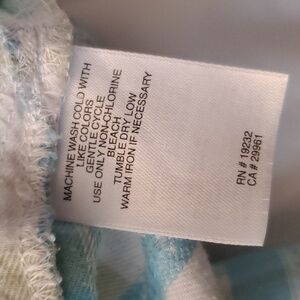 MACHINE WASH COLD WITH
LIKE COLORS
GENTLE CYCLE
USE ONLY NON-CHLORINE
BLEACH
TUMBLE DRY LOW
WARM IRON IF NECESSARY
RN # 19232
CA # 29961